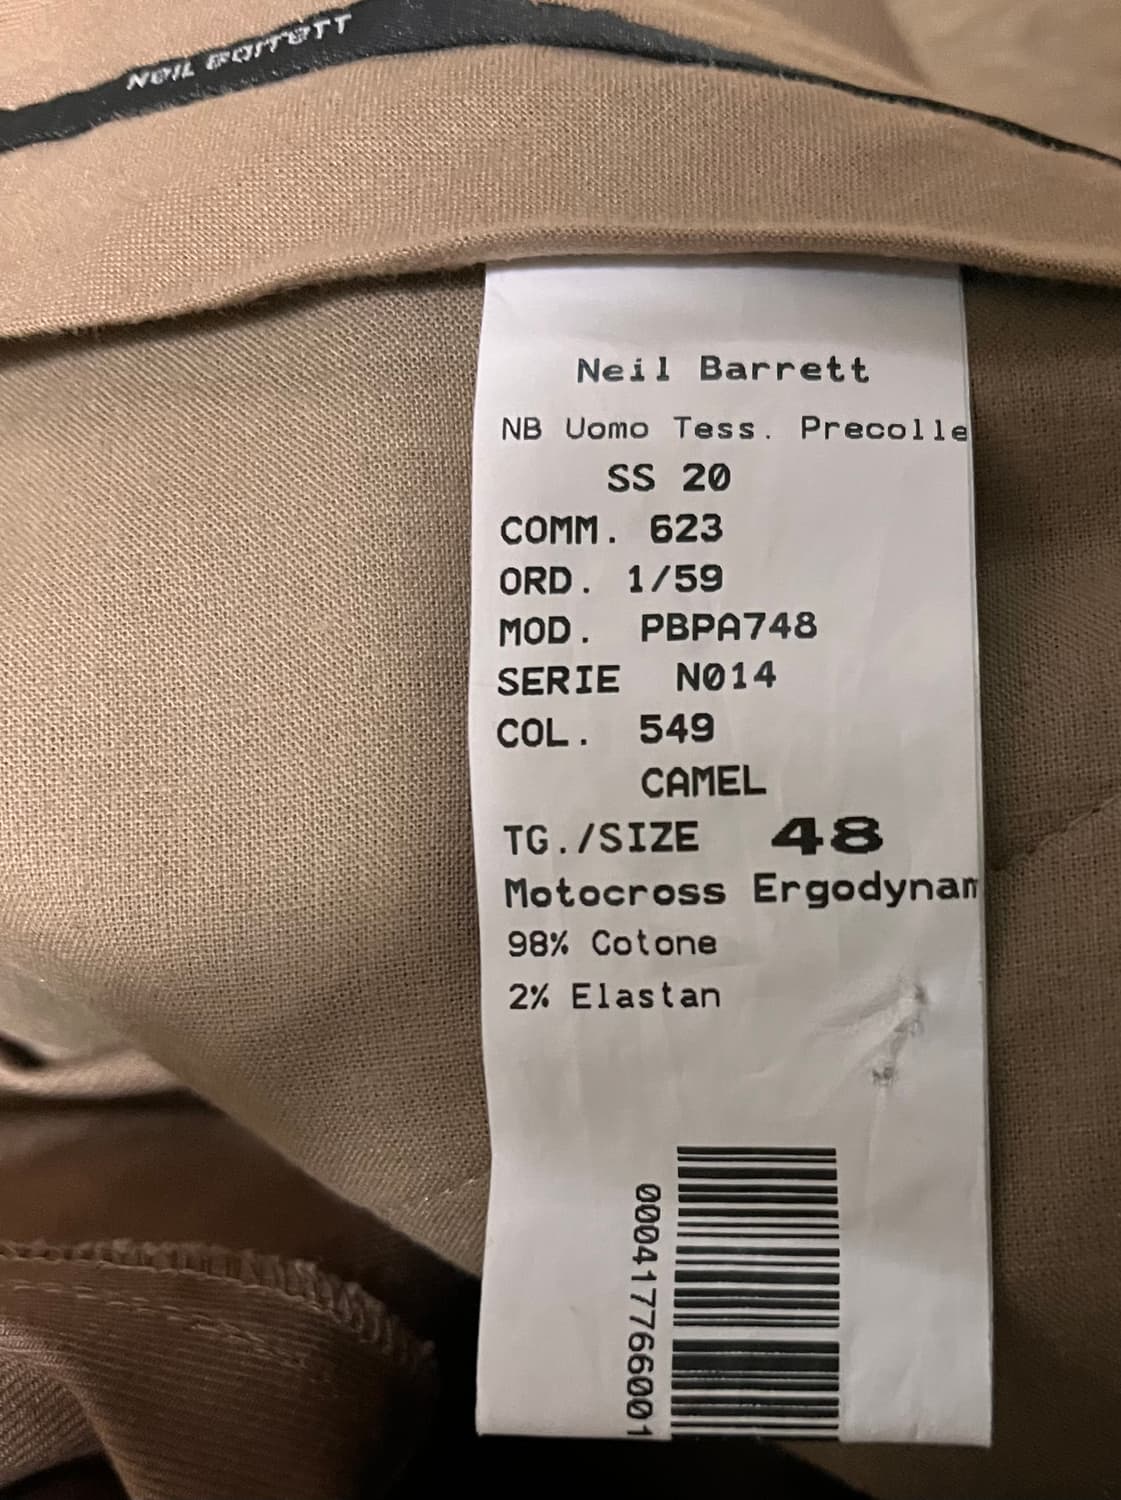 NEIL BARRETT
Neil Barrett
NB Uomo Tess. Precolle
SS 20
COMM. 623
ORD. 1/59
MOD. PBPA748
SERIE N014
COL. 549
CAMEL
TG./SIZE 48
Motocross Ergodynam
98% Cotone
2% Elastan
0000417766001